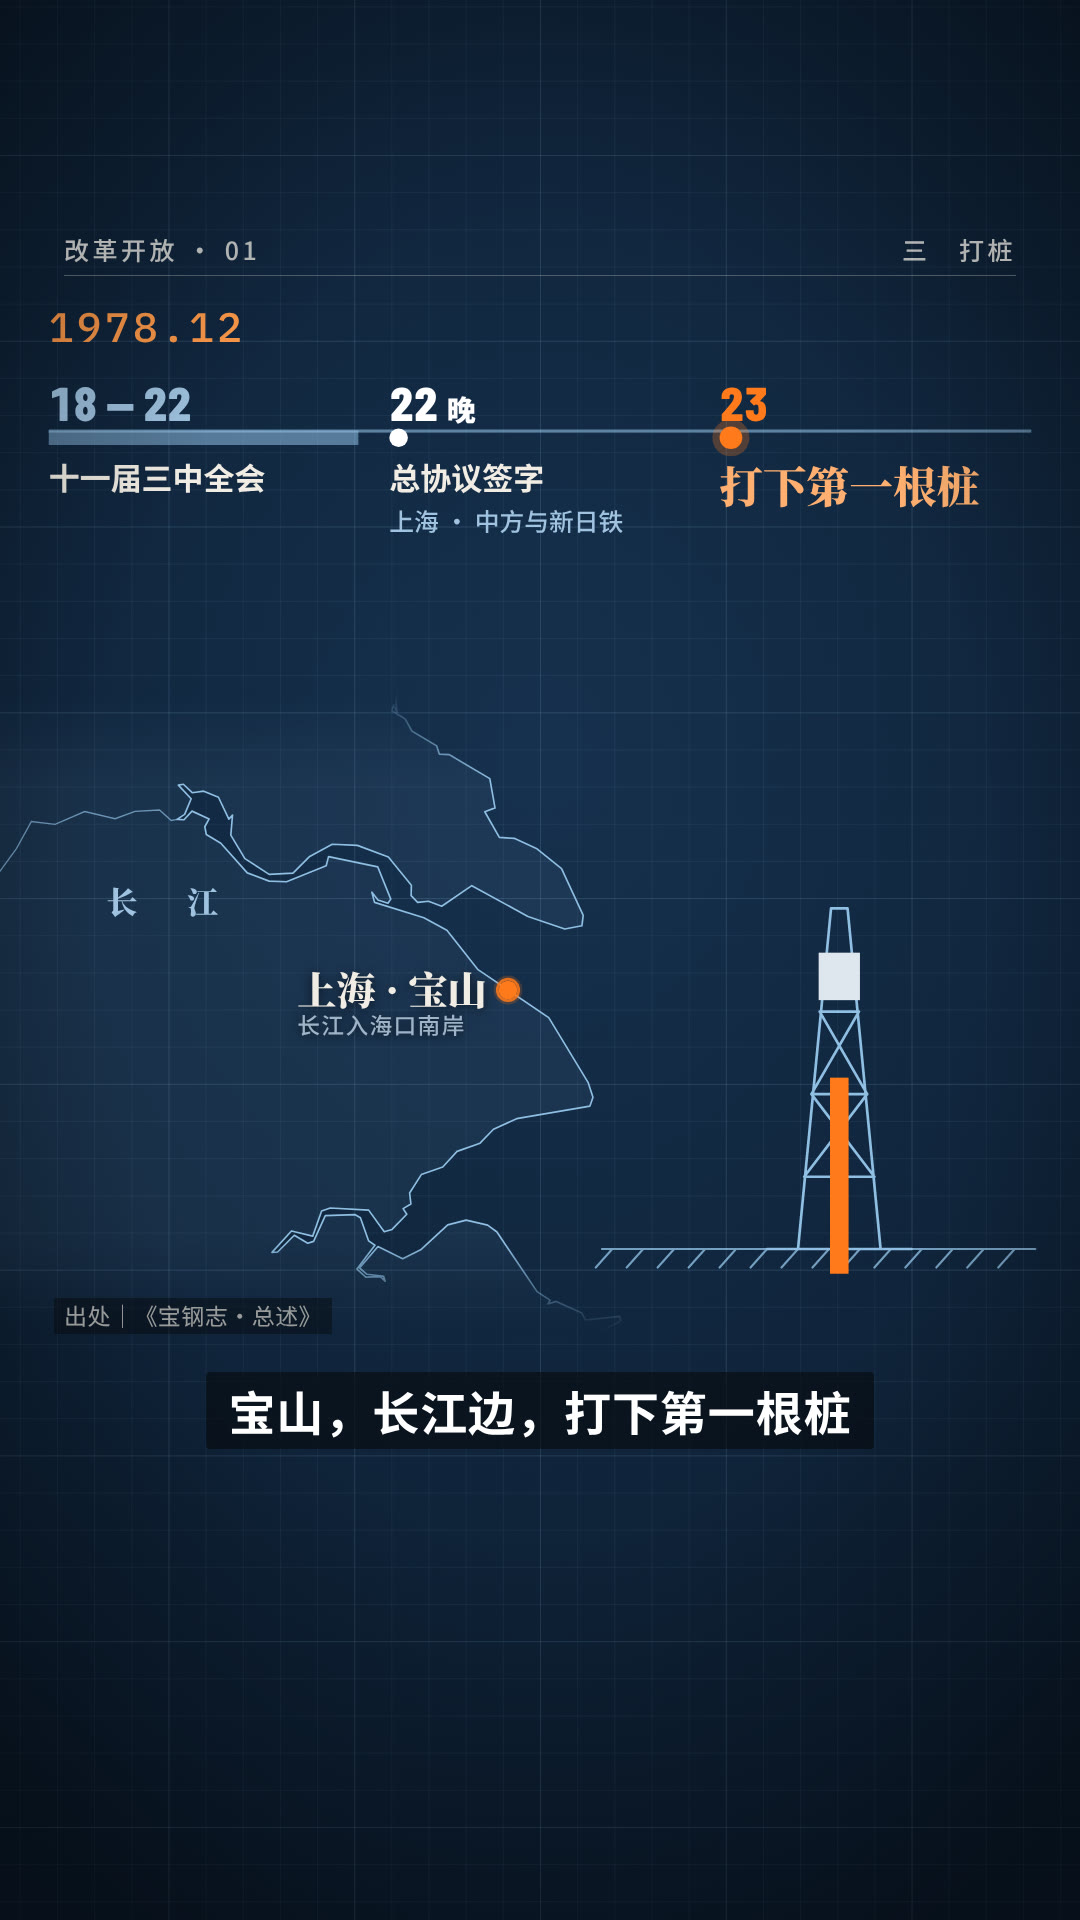 改革开放 · 01
三 打桩
1978.12
18 — 22
22 晚
23
十一届三中全会
总协议签字
打下第一根桩
上海 · 中方与新日铁
长 江
上海 · 宝山
长江入海口南岸
出处｜《宝钢志·总述》
宝山，长江边，打下第一根桩